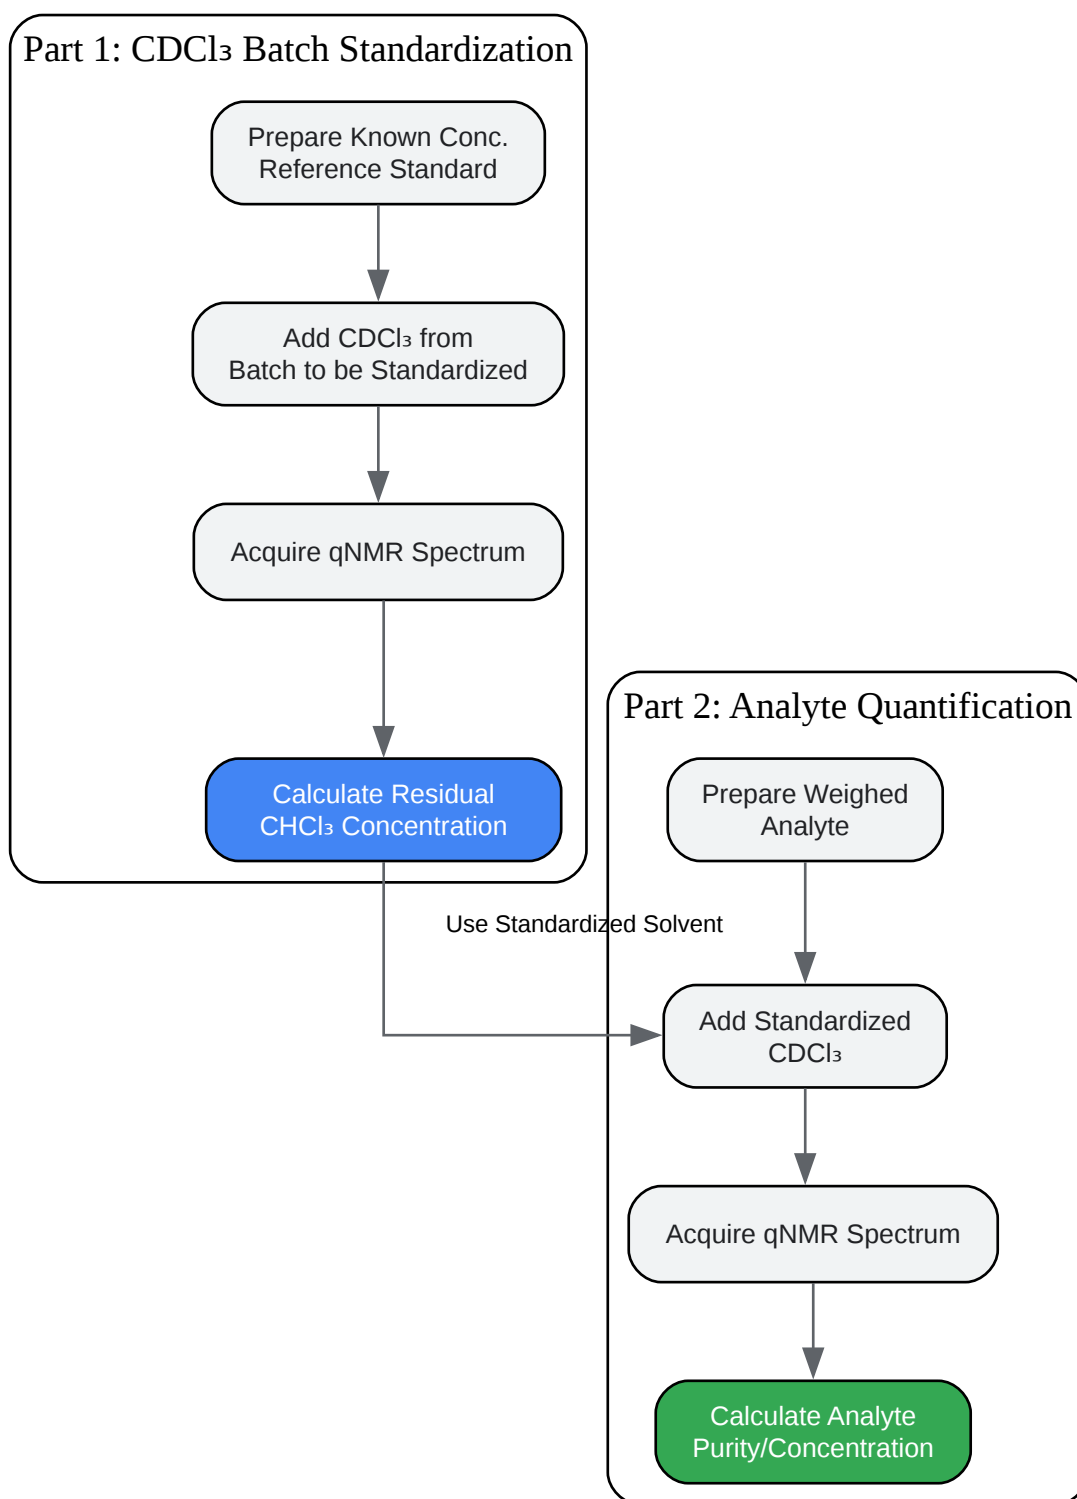 Part 1: CDCl₃ Batch Standardization
Prepare Known Conc.
Reference Standard
Add CDCl₃ from
Batch to be Standardized
Acquire qNMR Spectrum
Calculate Residual
CHCl₃ Concentration
Part 2: Analyte Quantification
Prepare Weighed
Analyte
Use Standardized Solvent
Add Standardized
CDCl₃
Acquire qNMR Spectrum
Calculate Analyte
Purity/Concentration